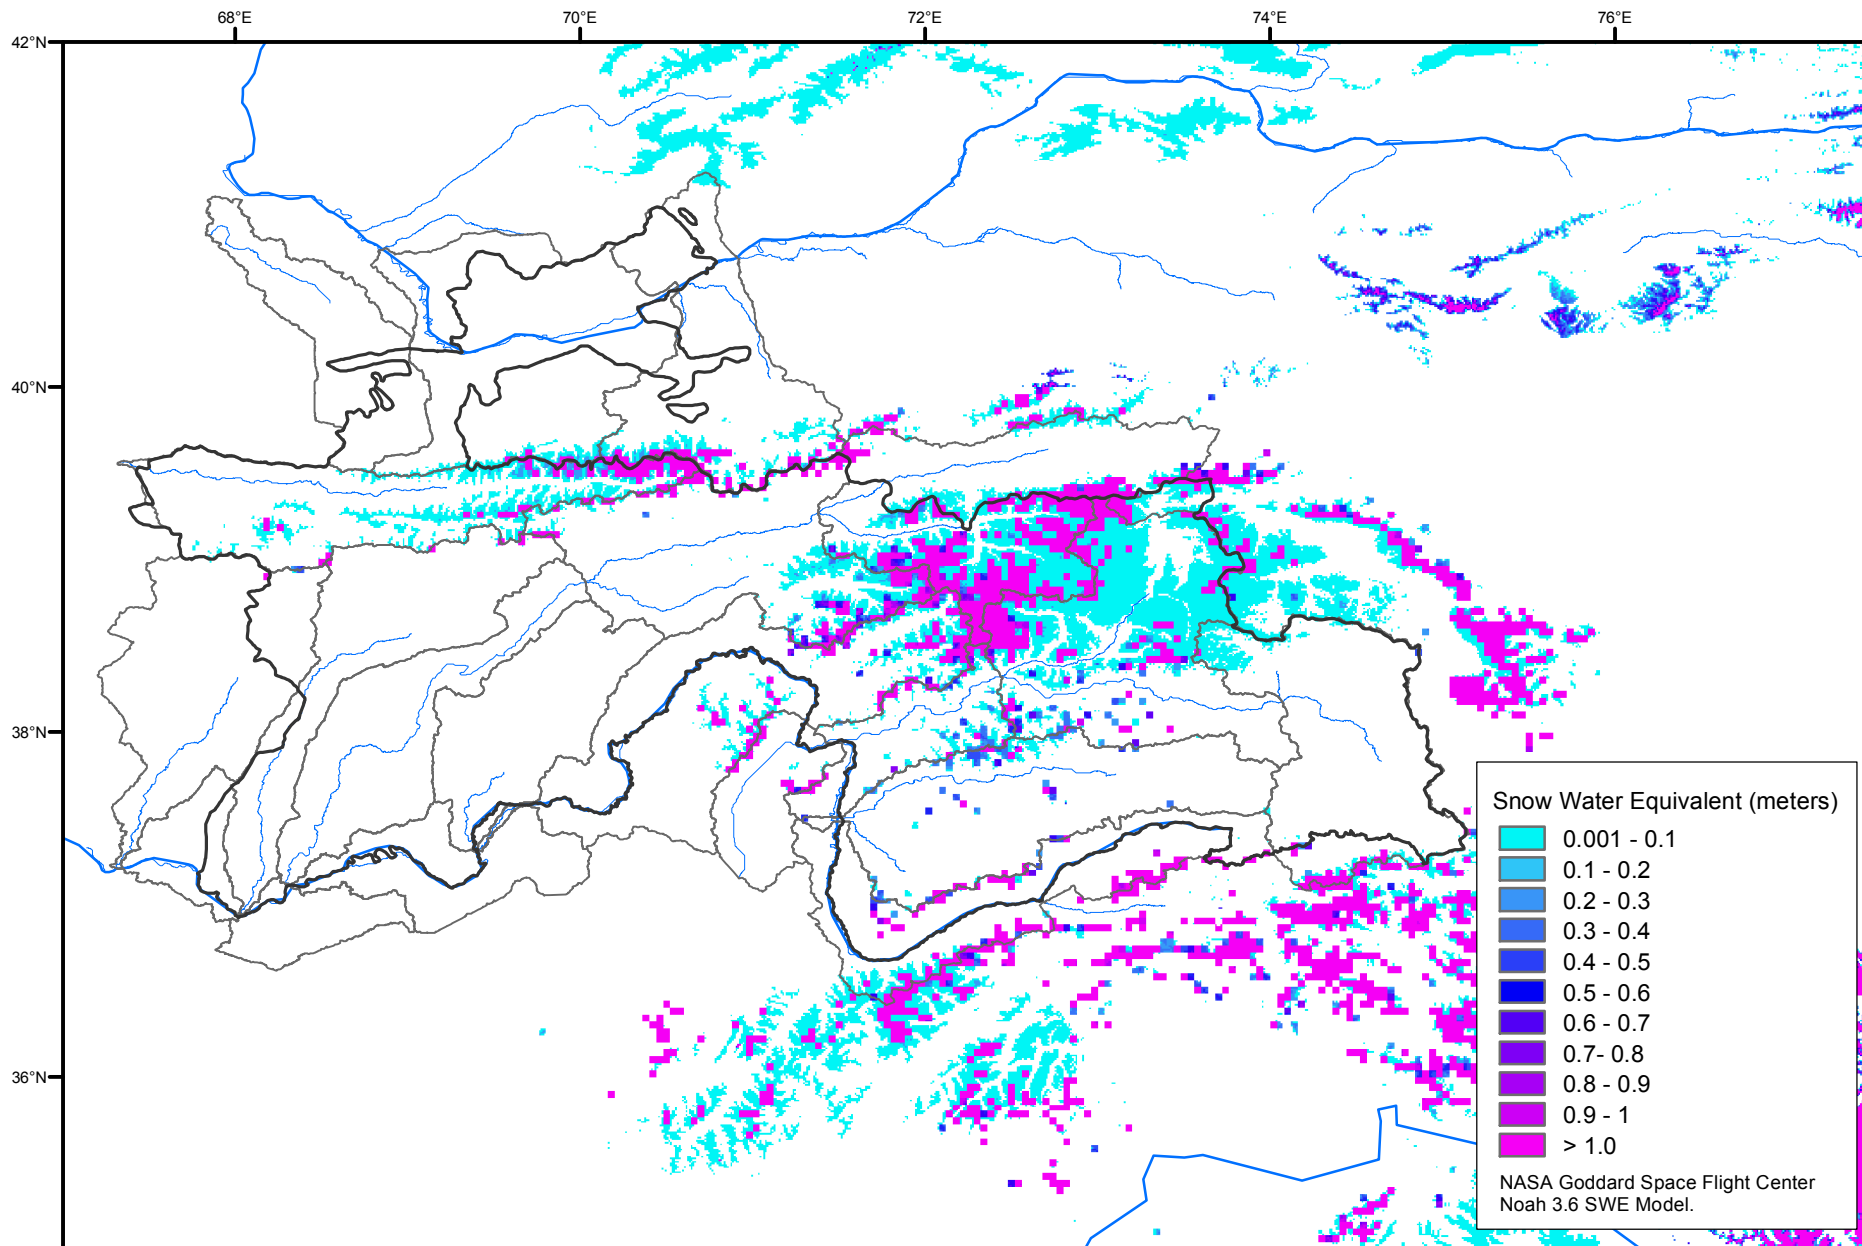 68°E
70°E
72°E
74°E
76°E
42°N
40°N
38°N
36°N
Snow Water Equivalent (meters)
0.001 - 0.1
0.1 - 0.2
0.2 - 0.3
0.3 - 0.4
0.4 - 0.5
0.5 - 0.6
0.6 - 0.7
0.7- 0.8
0.8 - 0.9
0.9 - 1
> 1.0
NASA Goddard Space Flight Center
Noah 3.6 SWE Model.